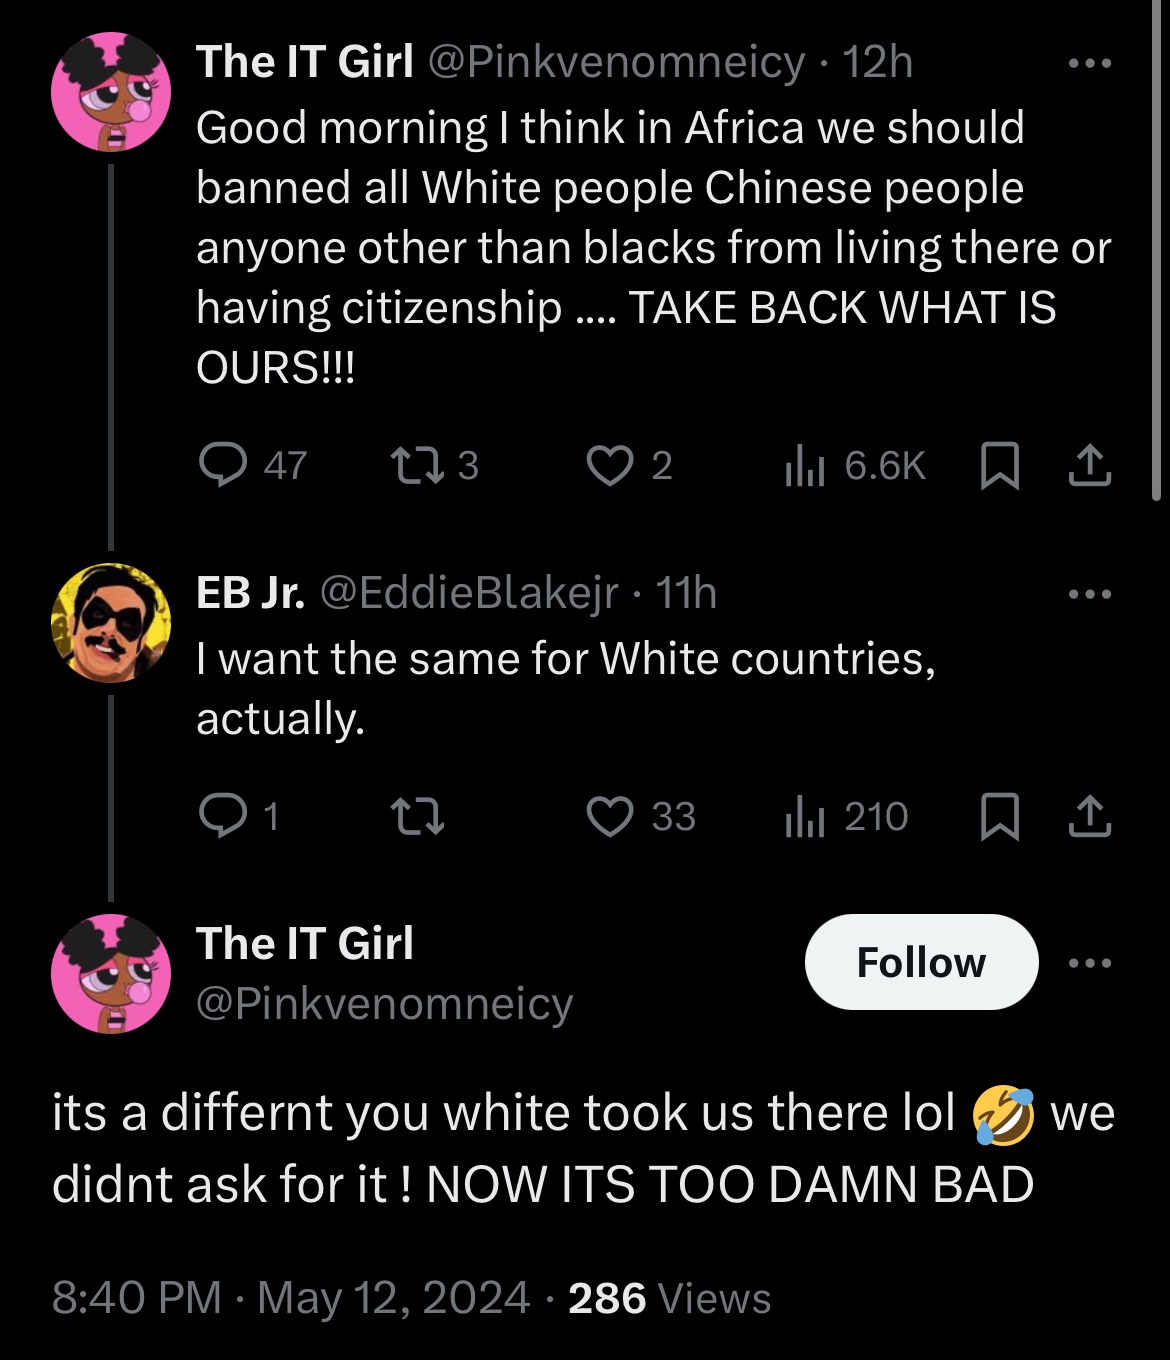 The IT Girl @Pinkvenomneicy · 12h
Good morning I think in Africa we should
banned all White people Chinese people
anyone other than blacks from living there or
having citizenship .... TAKE BACK WHAT IS
OURS!!!
47 3 2 6.6K
EB Jr. @EddieBlakejr · 11h
I want the same for White countries,
actually.
1 33 210
The IT Girl
Follow
@Pinkvenomneicy
its a differnt you white took us there lol 🤣 we
didnt ask for it ! NOW ITS TOO DAMN BAD
8:40 PM · May 12, 2024 · 286 Views